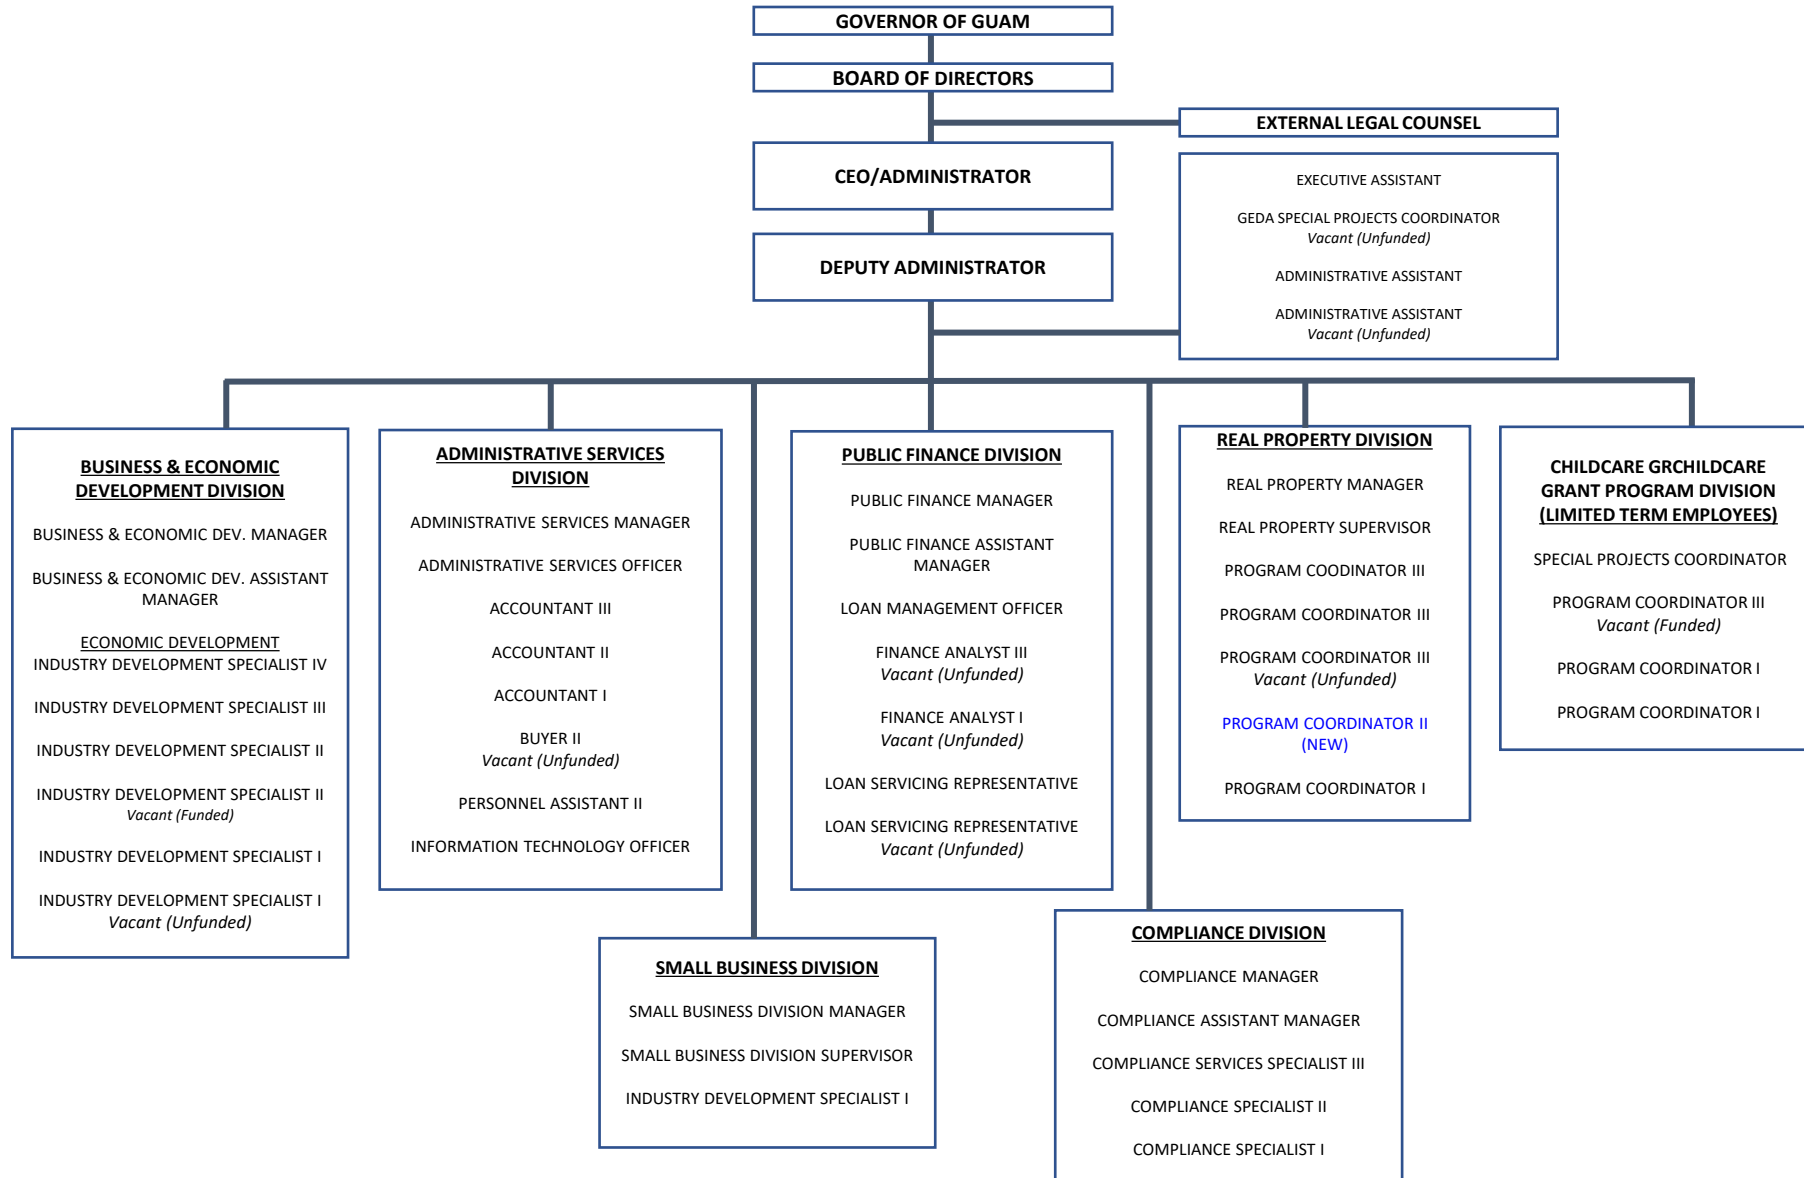 GOVERNOR OF GUAM
BOARD OF DIRECTORS
EXTERNAL LEGAL COUNSEL
CEO/ADMINISTRATOR
DEPUTY ADMINISTRATOR
EXECUTIVE ASSISTANT
GEDA SPECIAL PROJECTS COORDINATOR
Vacant (Unfunded)
ADMINISTRATIVE ASSISTANT
ADMINISTRATIVE ASSISTANT
Vacant (Unfunded)
BUSINESS & ECONOMIC
DEVELOPMENT DIVISION
BUSINESS & ECONOMIC DEV. MANAGER
BUSINESS & ECONOMIC DEV. ASSISTANT
MANAGER
ECONOMIC DEVELOPMENT
INDUSTRY DEVELOPMENT SPECIALIST IV
INDUSTRY DEVELOPMENT SPECIALIST III
INDUSTRY DEVELOPMENT SPECIALIST II
INDUSTRY DEVELOPMENT SPECIALIST II
Vacant (Funded)
INDUSTRY DEVELOPMENT SPECIALIST I
INDUSTRY DEVELOPMENT SPECIALIST I
Vacant (Unfunded)
ADMINISTRATIVE SERVICES
DIVISION
ADMINISTRATIVE SERVICES MANAGER
ADMINISTRATIVE SERVICES OFFICER
ACCOUNTANT III
ACCOUNTANT II
ACCOUNTANT I
BUYER II
Vacant (Unfunded)
PERSONNEL ASSISTANT II
INFORMATION TECHNOLOGY OFFICER
PUBLIC FINANCE DIVISION
PUBLIC FINANCE MANAGER
PUBLIC FINANCE ASSISTANT
MANAGER
LOAN MANAGEMENT OFFICER
FINANCE ANALYST III
Vacant (Unfunded)
FINANCE ANALYST I
Vacant (Unfunded)
LOAN SERVICING REPRESENTATIVE
LOAN SERVICING REPRESENTATIVE
Vacant (Unfunded)
REAL PROPERTY DIVISION
REAL PROPERTY MANAGER
REAL PROPERTY SUPERVISOR
PROGRAM COODINATOR III
PROGRAM COORDINATOR III
PROGRAM COORDINATOR III
Vacant (Unfunded)
PROGRAM COORDINATOR II
(NEW)
PROGRAM COORDINATOR I
CHILDCARE GRCHILDCARE
GRANT PROGRAM DIVISION
(LIMITED TERM EMPLOYEES)
SPECIAL PROJECTS COORDINATOR
PROGRAM COORDINATOR III
Vacant (Funded)
PROGRAM COORDINATOR I
PROGRAM COORDINATOR I
SMALL BUSINESS DIVISION
SMALL BUSINESS DIVISION MANAGER
SMALL BUSINESS DIVISION SUPERVISOR
INDUSTRY DEVELOPMENT SPECIALIST I
COMPLIANCE DIVISION
COMPLIANCE MANAGER
COMPLIANCE ASSISTANT MANAGER
COMPLIANCE SERVICES SPECIALIST III
COMPLIANCE SPECIALIST II
COMPLIANCE SPECIALIST I